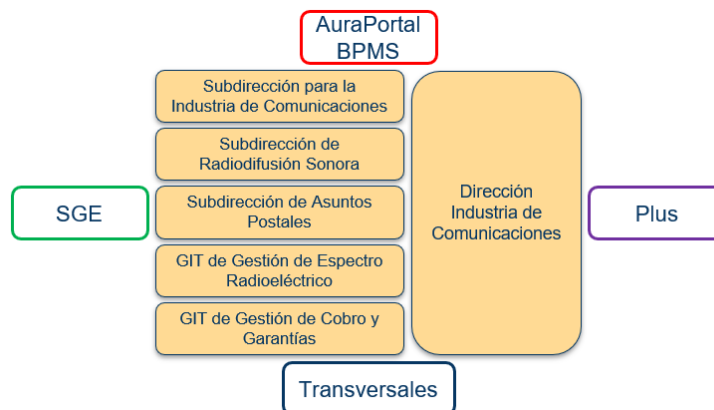 AuraPortal
BPMS
Subdirección para la
Industria de Comunicaciones
Subdirección de
Radiodifusión Sonora
SGE
Subdirección de Asuntos
Postales
Dirección
Industria de
Comunicaciones
Plus
GIT de Gestión de Espectro
Radioeléctrico
GIT de Gestión de Cobro y
Garantías
Transversales